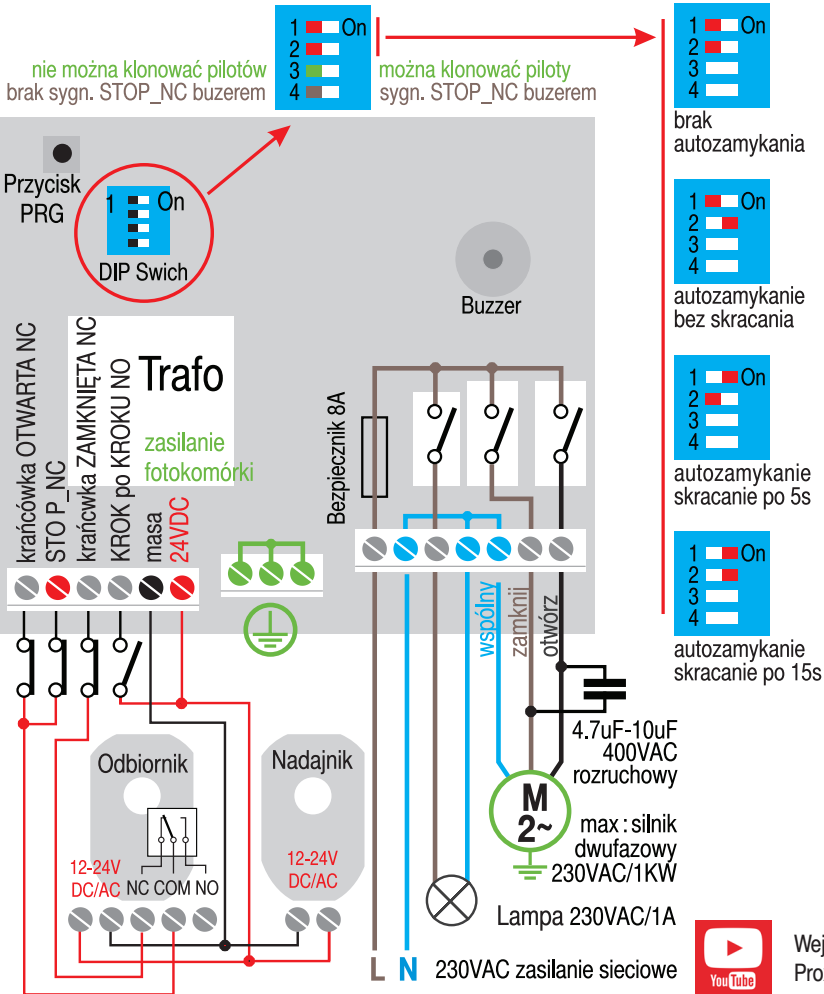 1 On
2
3
4
nie można klonować pilotów
brak sygn. STOP_NC buzerem
można klonować piloty
sygn. STOP_NC buzerem
1 On
2
3
4
brak
autozamykania
1 On
2
3
4
autozamykanie
bez skracania
1 On
2
3
4
autozamykanie
skracanie po 5s
1 On
2
3
4
autozamykanie
skracanie po 15s
Przycisk
PRG
1 On
DIP Swich
Buzzer
krańcówka OTWARTA NC
STO P_NC
krańcwka ZAMKNIĘTA NC
KROK po KROKU NO
masa
24VDC
Trafo
zasilanie
fotokomórki
Bezpiecznik 8A
wspólny
zamknij
otwórz
4.7uF-10uF
400VAC
rozruchowy
M
2~
max : silnik
dwufazowy
230VAC/1KW
Odbiornik
12-24V
DC/AC
NC COM NO
Nadajnik
12-24V
DC/AC
Lampa 230VAC/1A
L N 230VAC zasilanie sieciowe
YouTube
Wej
Pro